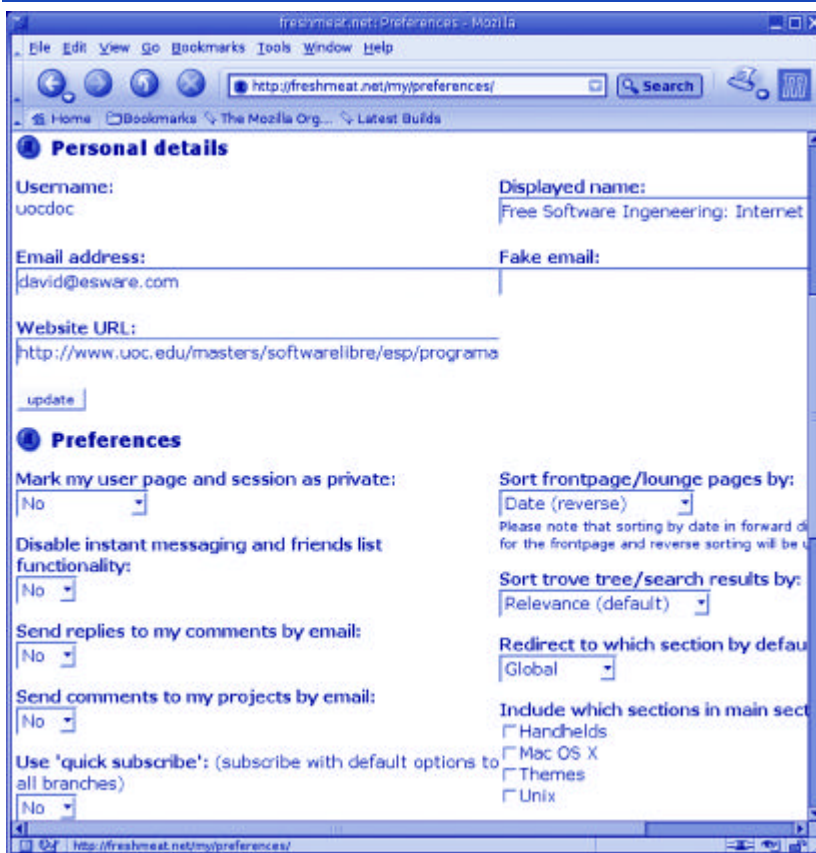 freshmeat.net: Preferences - Mozilla
File Edit View Go Bookmarks Tools Window Help
http://freshmeat.net/my/preferences/ Search
Home Bookmarks The Mozilla Org... Latest Builds
Personal details
Username:
uocdoc
Displayed name:
Free Software Ingeneering: Internet
Email address:
david@esware.com
Fake email:
Website URL:
http://www.uoc.edu/masters/softwarelibre/esp/programa
update
Preferences
Mark my user page and session as private:
No
Disable instant messaging and friends list
functionality:
No
Send replies to my comments by email:
No
Send comments to my projects by email:
No
Use 'quick subscribe': (subscribe with default options to
all branches)
No
Sort frontpage/lounge pages by:
Date (reverse)
Please note that sorting by date in forward di
for the frontpage and reverse sorting will be u
Sort trove tree/search results by:
Relevance (default)
Redirect to which section by defau
Global
Include which sections in main sect
Handhelds
Mac OS X
Themes
Unix
http://freshmeat.net/my/preferences/